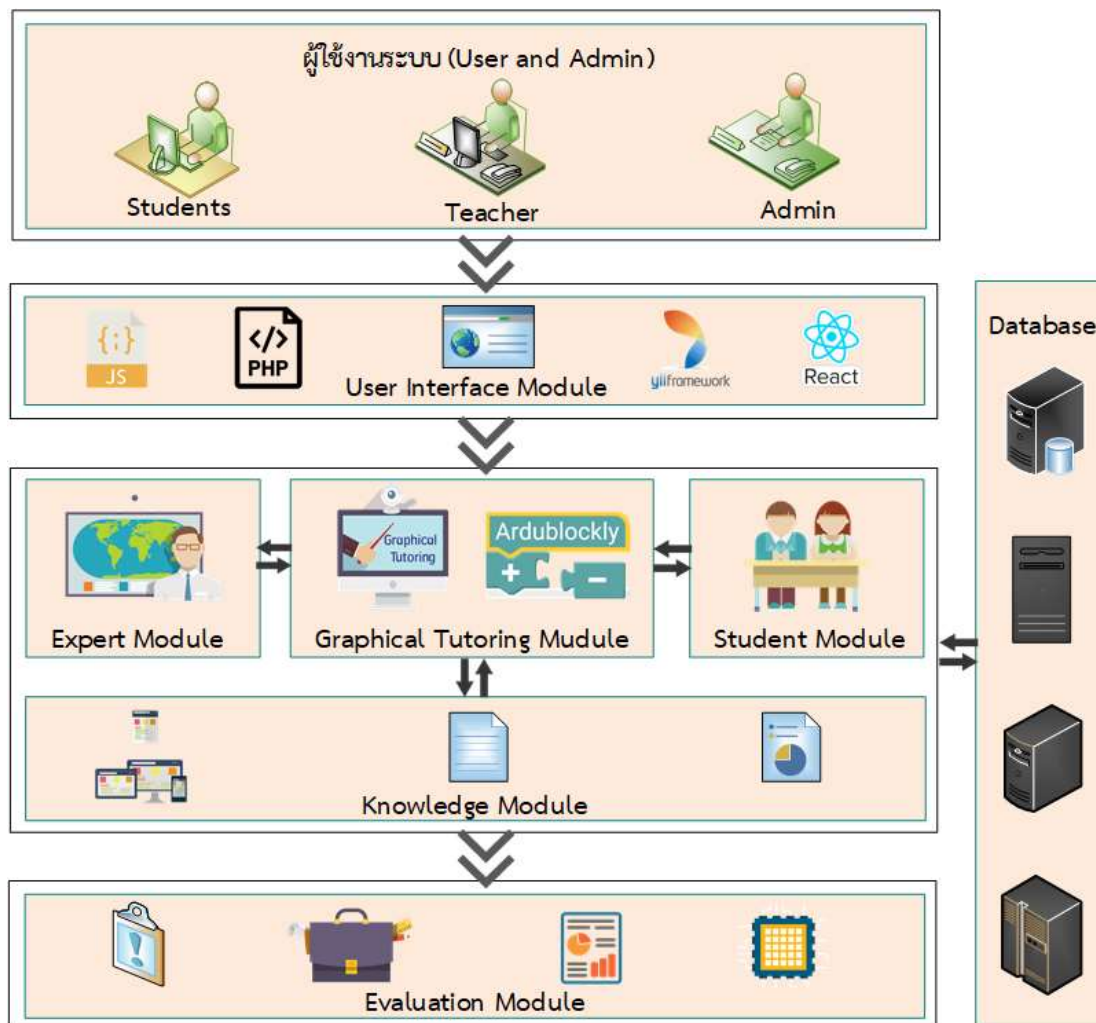 ผู้ใช้งานระบบ (User and Admin)
Students
Teacher
Admin
{;}
JS
</>
PHP
User Interface Module
yiiframework
React
Database
Graphical
Tutoring
Ardublockly
+
−
Expert Module
Graphical Tutoring Mudule
Student Module
Knowledge Module
!
Evaluation Module